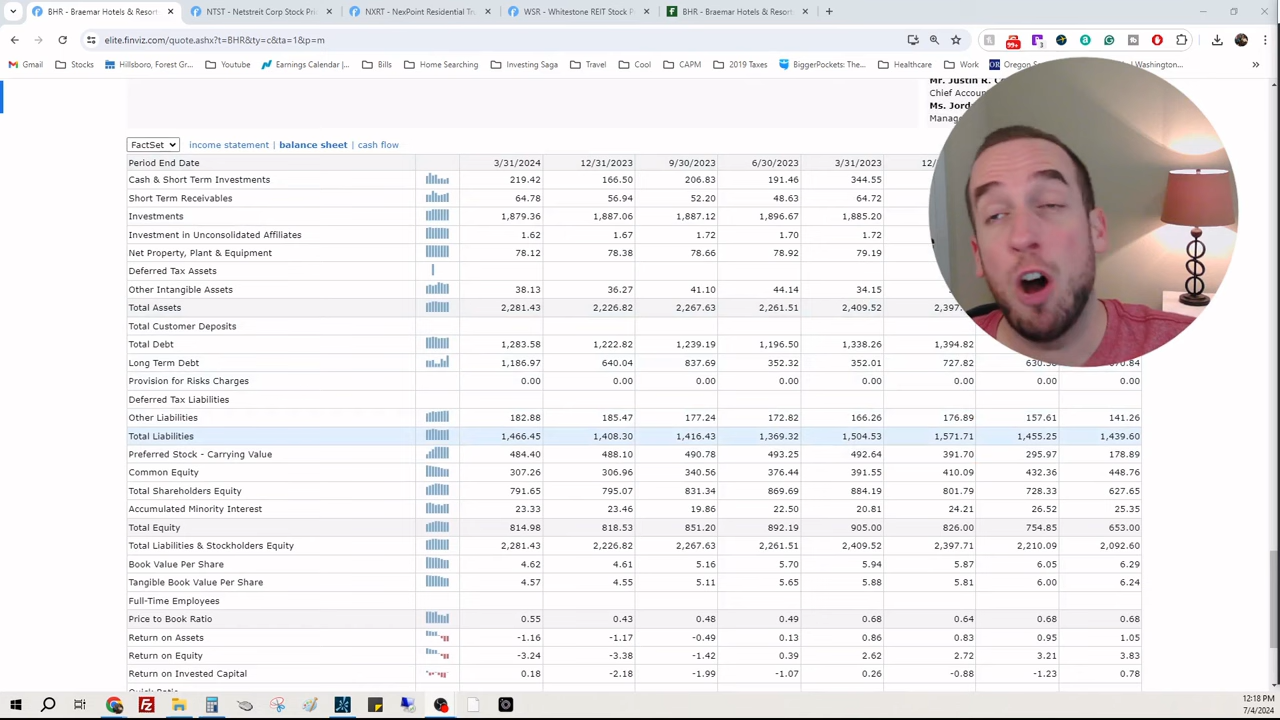 BHR - Braemar Hotels & Resorts
NTST - Netstreit Corp Stock Pri
NXRT - NexPoint Residential Tr
WSR - Whitestone REIT Stock P
BHR - Braemar Hotels & Resorts
elite.finviz.com/quote.ashx?t=BHR&ty=c&ta=1&p=m
99+
Gmail Stocks Hillsboro, Forest Gr... Youtube Earnings Calendar |... Bills Home Searching Investing Saga Travel Cool CAPM 2019 Taxes BiggerPockets: The... Healthcare Work Oregon Washington...
Mr. Justin R.
Chief Accou
Ms. Jord
Manag
FactSet income statement | balance sheet | cash flow
Period End Date 3/31/2024 12/31/2023 9/30/2023 6/30/2023 3/31/2023
Cash & Short Term Investments 219.42 166.50 206.83 191.46 344.55
Short Term Receivables 64.78 56.94 52.20 48.63 64.72
Investments 1,879.36 1,887.06 1,887.12 1,896.67 1,885.20
Investment in Unconsolidated Affiliates 1.62 1.67 1.72 1.70 1.72
Net Property, Plant & Equipment 78.12 78.38 78.66 78.92 79.19
Deferred Tax Assets
Other Intangible Assets 38.13 36.27 41.10 44.14 34.15
Total Assets 2,281.43 2,226.82 2,267.63 2,261.51 2,409.52 2,397.
Total Customer Deposits
Total Debt 1,283.58 1,222.82 1,239.19 1,196.50 1,338.26 1,394.82
Long Term Debt 1,186.97 640.04 837.69 352.32 352.01 727.82
Provision for Risks Charges 0.00 0.00 0.00 0.00 0.00 0.00 0.00 0.00
Deferred Tax Liabilities
Other Liabilities 182.88 185.47 177.24 172.82 166.26 176.89 157.61 141.26
Total Liabilities 1,466.45 1,408.30 1,416.43 1,369.32 1,504.53 1,571.71 1,455.25 1,439.60
Preferred Stock - Carrying Value 484.40 488.10 490.78 493.25 492.64 391.70 295.97 178.89
Common Equity 307.26 306.96 340.56 376.44 391.55 410.09 432.36 448.76
Total Shareholders Equity 791.65 795.07 831.34 869.69 884.19 801.79 728.33 627.65
Accumulated Minority Interest 23.33 23.46 19.86 22.50 20.81 24.21 26.52 25.35
Total Equity 814.98 818.53 851.20 892.19 905.00 826.00 754.85 653.00
Total Liabilities & Stockholders Equity 2,281.43 2,226.82 2,267.63 2,261.51 2,409.52 2,397.71 2,210.09 2,092.60
Book Value Per Share 4.62 4.61 5.16 5.70 5.94 5.87 6.05 6.29
Tangible Book Value Per Share 4.57 4.55 5.11 5.65 5.88 5.81 6.00 6.24
Full-Time Employees
Price to Book Ratio 0.55 0.43 0.48 0.49 0.68 0.64 0.68 0.68
Return on Assets -1.16 -1.17 -0.49 0.13 0.86 0.83 0.95 1.05
Return on Equity -3.24 -3.38 -1.42 0.39 2.62 2.72 3.21 3.83
Return on Invested Capital 0.18 -2.18 -1.99 -1.07 0.26 -0.88 -1.23 0.78
12:18 PM
7/4/2024